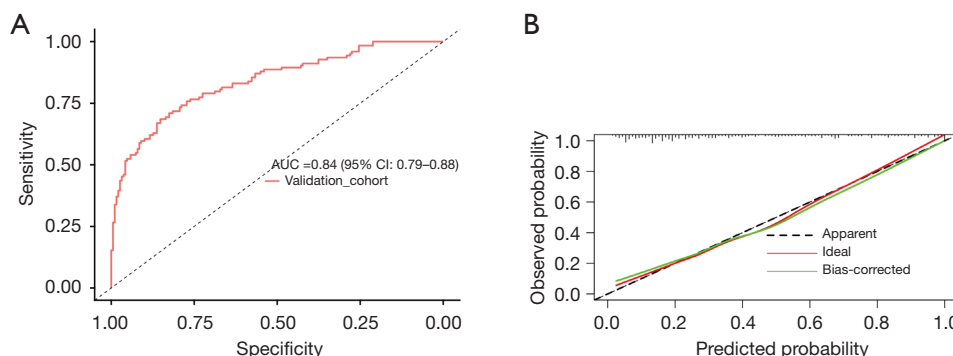 A
1.00
0.75
0.50
0.25
0.00
Sensitivity
AUC =0.84 (95% CI: 0.79–0.88)
Validation_cohort
1.00 0.75 0.50 0.25 0.00
Specificity
B
1.0
0.8
0.6
0.4
0.2
0.0
Observed probability
Apparent
Ideal
Bias-corrected
0.0 0.2 0.4 0.6 0.8 1.0
Predicted probability